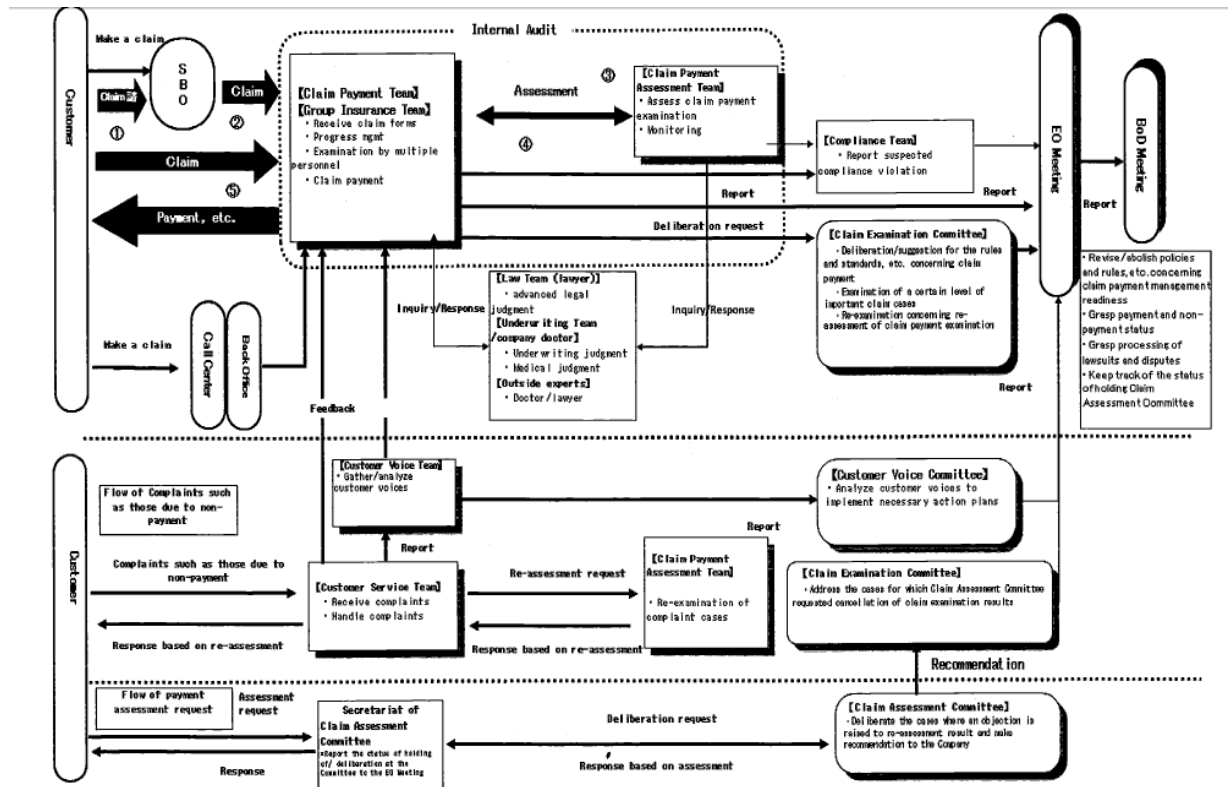 Internal Audit
Make a claim
Customer
S
B
O
Claim
Claim
①
②
Claim
⑤
Payment, etc.
【Claim Payment Team】
【Group Insurance Team】
・Receive claim forms
・Progress mgmt
・Examination by multiple
personnel
・Claim payment
③
Assessment
④
【Claim Payment
Assessment Team】
・Assess claim payment
examination
・Monitoring
【Compliance Team】
・Report suspected
compliance violation
Report
Report
Deliberation request
EO Meeting
Report
BoD Meeting
【Claim Examination Committee】
・Deliberation/suggestion for the rules
and standards, etc. concerning claim
payment
・Examination of a certain level of
important claim cases
・Re-examination concerning re-
assessment of claim payment examination
・Revise/abolish policies
and rules, etc. concerning
claim payment management
readiness
・Grasp payment and non-
payment status
・Grasp processing of
lawsuits and disputes
・Keep track of the status
of holding Claim
Assessment Committee
Inquiry/Response
【Law Team (lawyer)】
・advanced legal
judgment
【Underwriting Team
/company doctor】
・Underwriting judgment
・Medical judgment
【Outside experts】
・Doctor/lawyer
Inquiry/Response
Make a claim
Call Center
Back Office
Feedback
Report
Customer
Flow of Complaints such
as those due to non-
payment
【Customer Voice Team】
・Gather/analyze
customer voices
【Customer Voice Committee】
・Analyze customer voices to
implement necessary action plans
Report
Report
Complaints such as those due to
non-payment
Response based on re-assessment
【Customer Service Team】
・Receive complaints
・Handle complaints
Re-assessment request
Response based on re-assessment
【Claim Payment
Assessment Team】
・Re-examination of
complaint cases
【Claim Examination Committee】
・Address the cases for which Claim Assessment Committee
requested cancellation of claim examination results
Recommendation
Flow of payment
assessment request
Assessment
request
Response
Secretariat of
Claim Assessment
Committee
*Report the status of holding
of/ deliberation at the
Committee to the EO Meeting
Deliberation request
Response based on assessment
【Claim Assessment Committee】
・Deliberate the cases where an objection is
raised to re-assessment result and make
recommendation to the Company